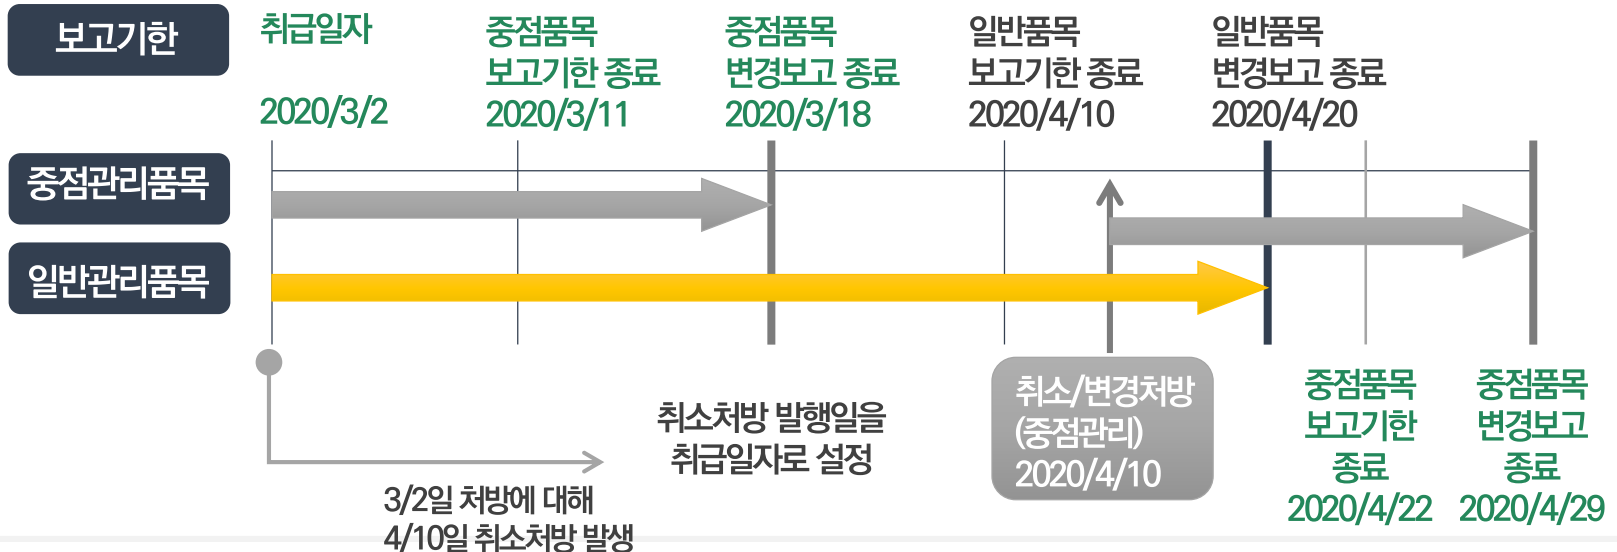 보고기한
취급일자
2020/3/2
중점품목
보고기한 종료
2020/3/11
중점품목
변경보고 종료
2020/3/18
일반품목
보고기한 종료
2020/4/10
일반품목
변경보고 종료
2020/4/20
중점관리품목
일반관리품목
3/2일 처방에 대해
4/10일 취소처방 발생
취소처방 발행일을
취급일자로 설정
취소/변경처방
(중점관리)
2020/4/10
중점품목
보고기한
종료
2020/4/22
중점품목
변경보고
종료
2020/4/29